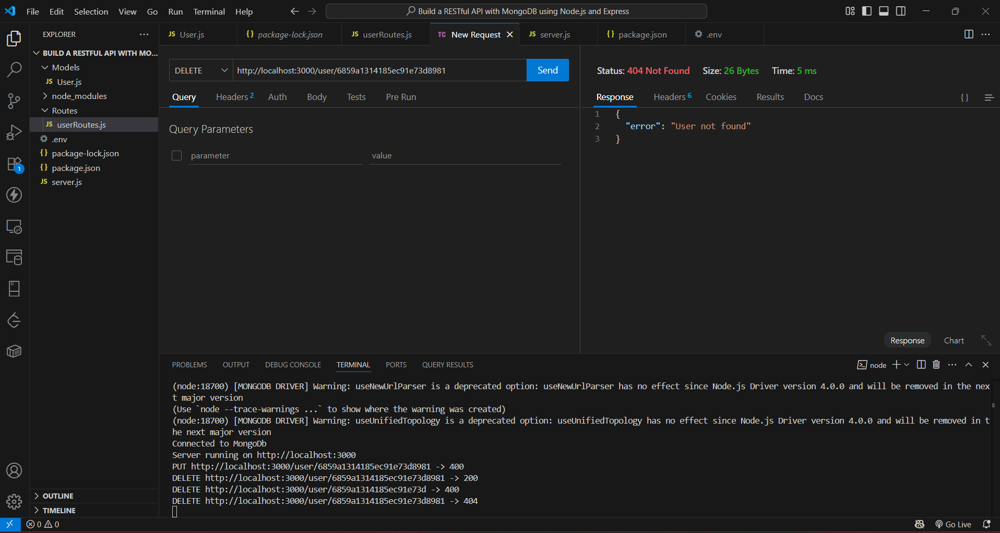 File Edit Selection View Go Run Terminal Help
Build a RESTful API with MongoDB using Node.js and Express
EXPLORER
BUILD A RESTFUL API WITH MO...
Models
JS User.js
node_modules
Routes
JS userRoutes.js
.env
{} package-lock.json
{} package.json
JS server.js
OUTLINE
TIMELINE
1
JS User.js
{} package-lock.json
JS userRoutes.js
TC New Request
JS server.js
{} package.json
.env
DELETE
http://localhost:3000/user/6859a1314185ec91e73d8981
Send
Query Headers 2 Auth Body Tests Pre Run
Query Parameters
parameter value
Status: 404 Not Found Size: 26 Bytes Time: 5 ms
Response Headers 6 Cookies Results Docs {}
1 {
2 "error": "User not found"
3 }
Response Chart
PROBLEMS OUTPUT DEBUG CONSOLE TERMINAL PORTS QUERY RESULTS
node
(node:18700) [MONGODB DRIVER] Warning: useNewUrlParser is a deprecated option: useNewUrlParser has no effect since Node.js Driver version 4.0.0 and will be removed in the nex
t major version
(Use `node --trace-warnings ...` to show where the warning was created)
(node:18700) [MONGODB DRIVER] Warning: useUnifiedTopology is a deprecated option: useUnifiedTopology has no effect since Node.js Driver version 4.0.0 and will be removed in t
he next major version
Connected to MongoDb
Server running on http://localhost:3000
PUT http://localhost:3000/user/6859a1314185ec91e73d8981 -> 400
DELETE http://localhost:3000/user/6859a1314185ec91e73d8981 -> 200
DELETE http://localhost:3000/user/6859a1314185ec91e73d -> 400
DELETE http://localhost:3000/user/6859a1314185ec91e73d8981 -> 404
0 0
Go Live